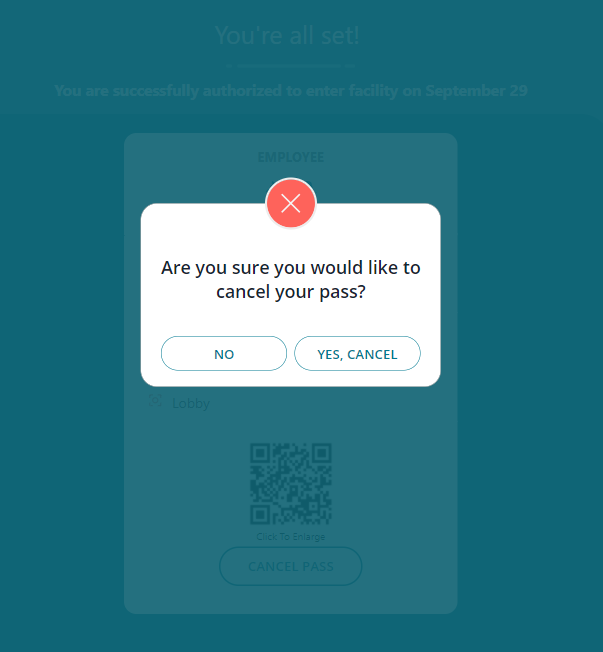 You're all set!
You are successfully authorized to enter facility on September 29
EMPLOYEE
Are you sure you would like to
cancel your pass?
NO
YES, CANCEL
Lobby
Click To Enlarge
CANCEL PASS